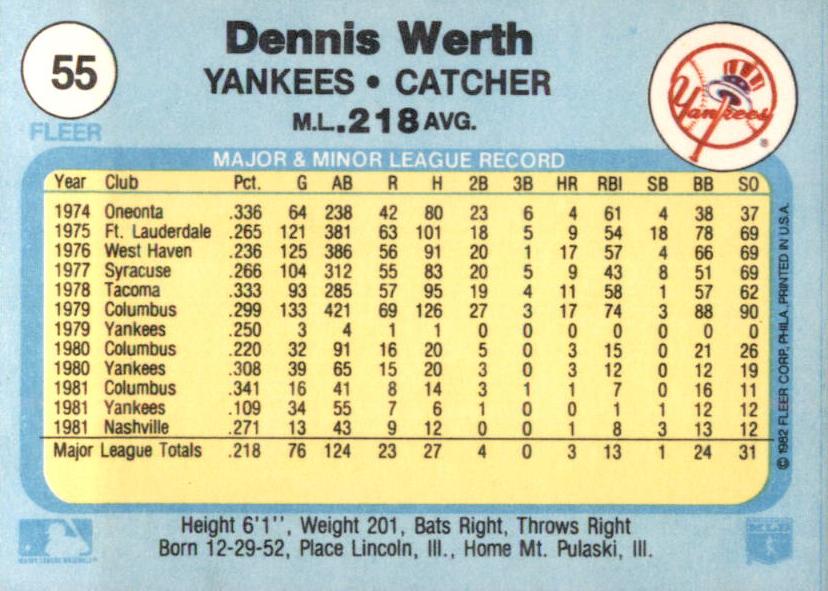 55
FLEER
Dennis Werth
YANKEES • CATCHER
M.L. .218 AVG.
Yankees
®
MAJOR & MINOR LEAGUE RECORD
Year Club Pct. G AB R H 2B 3B HR RBI SB BB SO
1974 Oneonta .336 64 238 42 80 23 6 4 61 4 38 37
1975 Ft. Lauderdale .265 121 381 63 101 18 5 9 54 18 78 69
1976 West Haven .236 125 386 56 91 20 1 17 57 4 66 69
1977 Syracuse .266 104 312 55 83 20 5 9 43 8 51 69
1978 Tacoma .333 93 285 57 95 19 4 11 58 1 57 62
1979 Columbus .299 133 421 69 126 27 3 17 74 3 88 90
1979 Yankees .250 3 4 1 1 0 0 0 0 0 0 0
1980 Columbus .220 32 91 16 20 5 0 3 15 0 21 26
1980 Yankees .308 39 65 15 20 3 0 3 12 0 12 19
1981 Columbus .341 16 41 8 14 3 1 1 7 0 16 11
1981 Yankees .109 34 55 7 6 1 0 0 1 1 12 12
1981 Nashville .271 13 43 9 12 0 0 1 8 3 13 12
Major League Totals .218 76 124 23 27 4 0 3 13 1 24 31
© 1982 FLEER CORP., PHILA. PRINTED IN U.S.A.
Height 6'1'', Weight 201, Bats Right, Throws Right
Born 12-29-52, Place Lincoln, Ill., Home Mt. Pulaski, Ill.
MAJOR LEAGUE BASEBALL